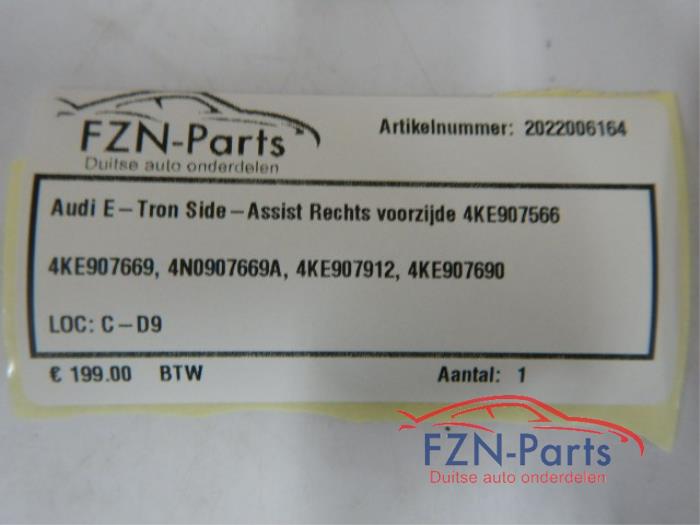 FZN-Parts
Duitse auto onderdelen
Artikelnummer: 2022006164
Audi E-Tron Side-Assist Rechts voorzijde 4KE907566
4KE907669, 4N0907669A, 4KE907912, 4KE907690
LOC: C-D9
€ 199.00 BTW
Aantal: 1
FZN-Parts
Duitse auto onderdelen